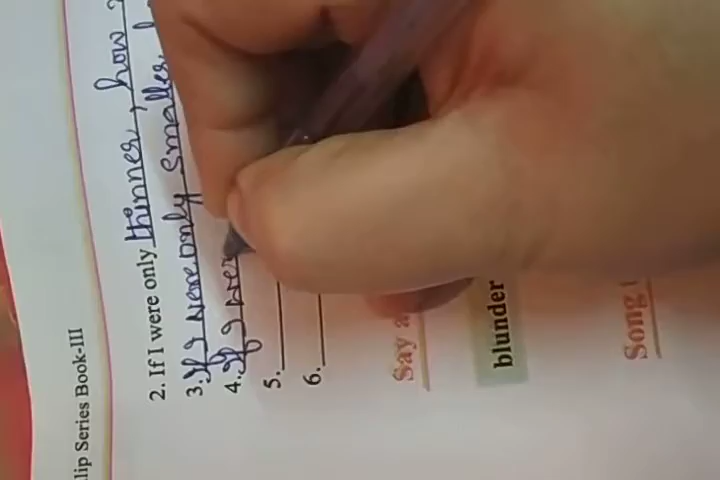 lip Series Book-III
2. If I were only thinner, how
3. If I were only smaller,
4. If I wer
5.
6.
Say a
blunder
Song